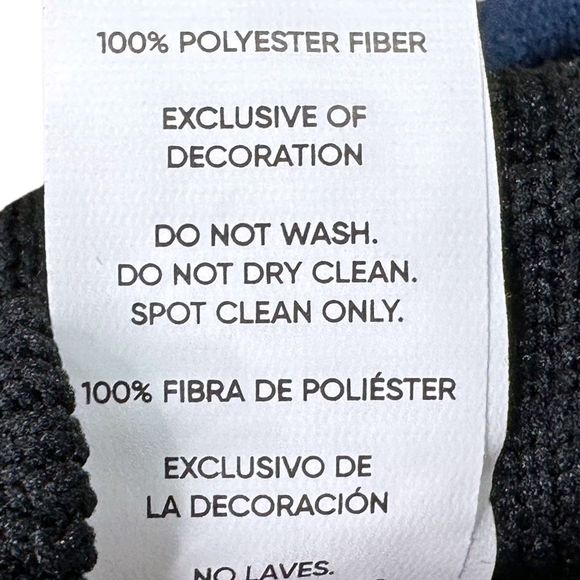 100% POLYESTER FIBER
EXCLUSIVE OF
DECORATION
DO NOT WASH.
DO NOT DRY CLEAN.
SPOT CLEAN ONLY.
100% FIBRA DE POLIÉSTER
EXCLUSIVO DE
LA DECORACIÓN
NO LAVES.